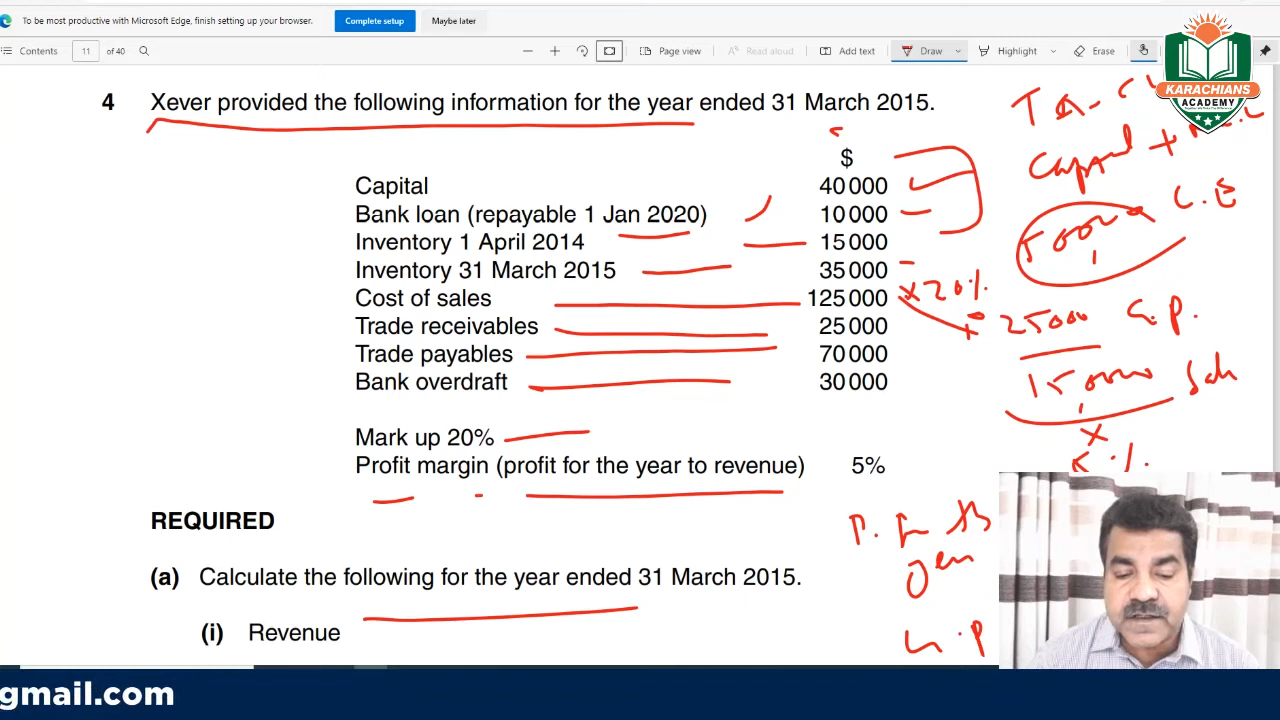 To be most productive with Microsoft Edge, finish setting up your browser. Complete setup Maybe later
Contents 11 of 40 Page view Read aloud Add text Draw Highlight Erase
KARACHIANS
ACADEMY
4 Xever provided the following information for the year ended 31 March 2015.
$
Capital 40 000
Bank loan (repayable 1 Jan 2020) 10 000
Inventory 1 April 2014 15 000
Inventory 31 March 2015 35 000
Cost of sales 125 000
Trade receivables 25 000
Trade payables 70 000
Bank overdraft 30 000
Mark up 20%
Profit margin (profit for the year to revenue) 5%
REQUIRED
(a) Calculate the following for the year ended 31 March 2015.
(i) Revenue
T A -
Capital +
50000 C.E
x 20%
+ 25000 G.P.
150000
x
5%
G.P
gmail.com